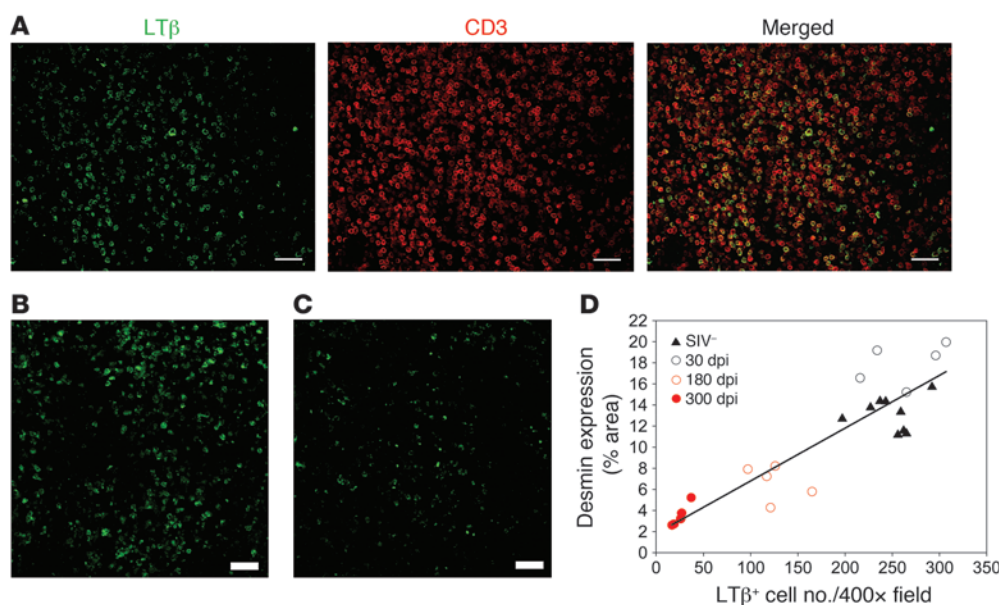 A
LTβ
CD3
Merged
B
C
D
SIV⁻
30 dpi
180 dpi
300 dpi
Desmin expression
(% area)
22
20
18
16
14
12
10
8
6
4
2
0
0 50 100 150 200 250 300 350
LTβ⁺ cell no./400× field